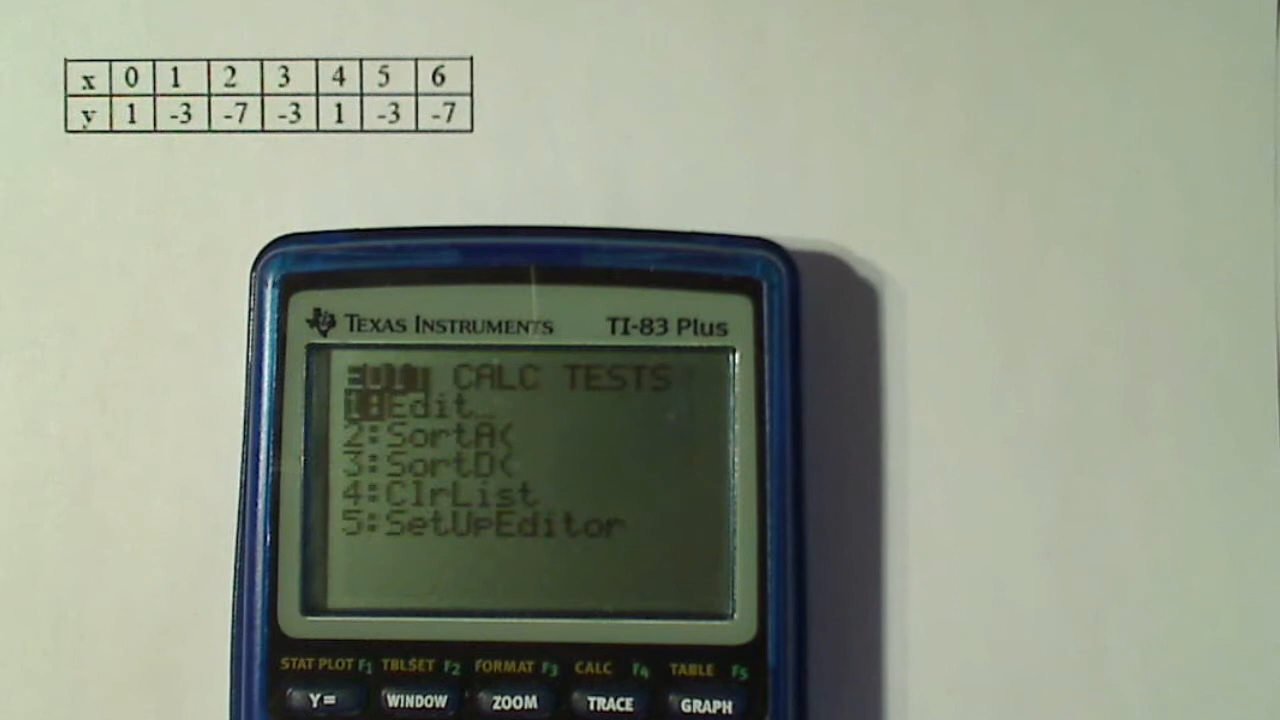 x 0 1 2 3 4 5 6
y 1 -3 -7 -3 1 -3 -7
TEXAS INSTRUMENTS TI-83 Plus
EDIT CALC TESTS
1:Edit…
2:SortA(
3:SortD(
4:ClrList
5:SetUpEditor
STAT PLOT F1 TBLSET F2 FORMAT F3 CALC F4 TABLE F5
Y= WINDOW ZOOM TRACE GRAPH